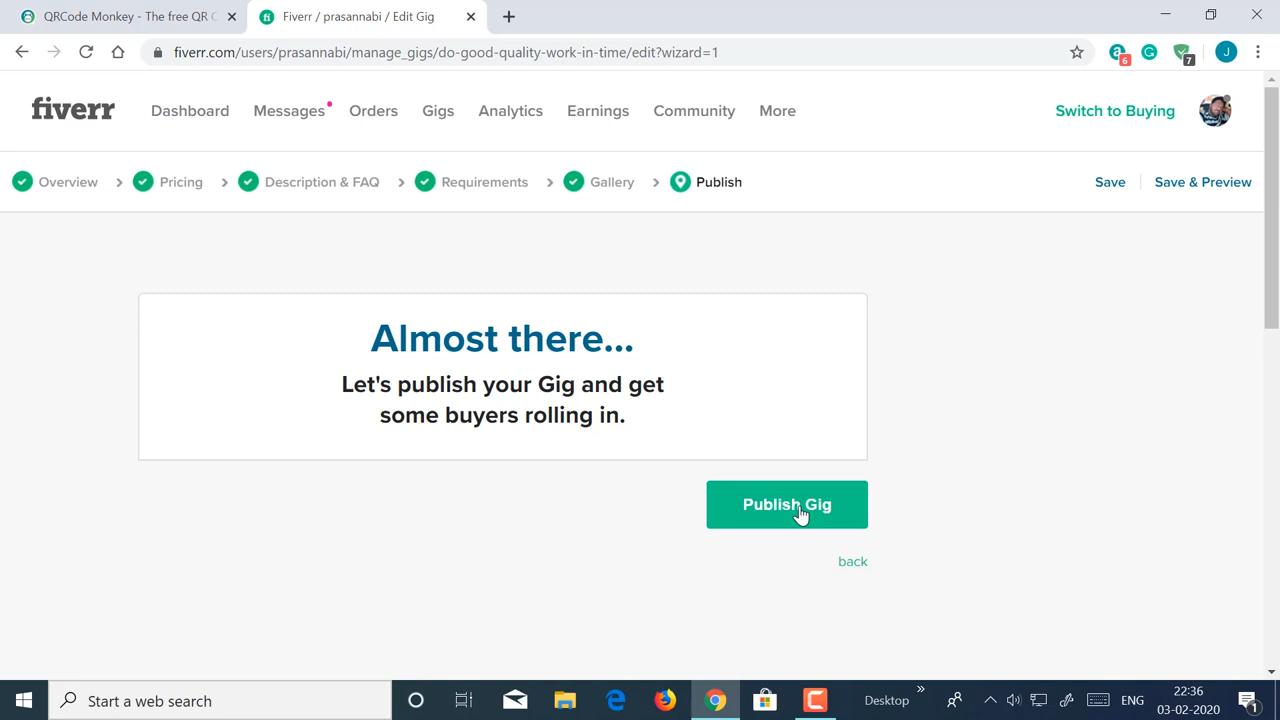 QRCode Monkey - The free QR C
Fiverr / prasannabi / Edit Gig
fiverr.com/users/prasannabi/manage_gigs/do-good-quality-work-in-time/edit?wizard=1
6
7
J
fiverr
Dashboard
Messages
Orders
Gigs
Analytics
Earnings
Community
More
Switch to Buying
Overview
Pricing
Description & FAQ
Requirements
Gallery
Publish
Save
Save & Preview
Almost there...
Let's publish your Gig and get
some buyers rolling in.
Publish Gig
back
Start a web search
Desktop
ENG
22:36
03-02-2020
1